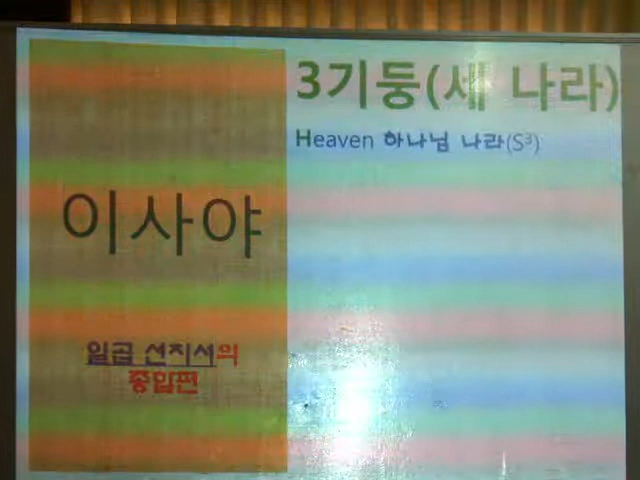 3기둥(세 나라)
Heaven 하나님 나라(S³)
이사야
일곱 선지서의
종합편